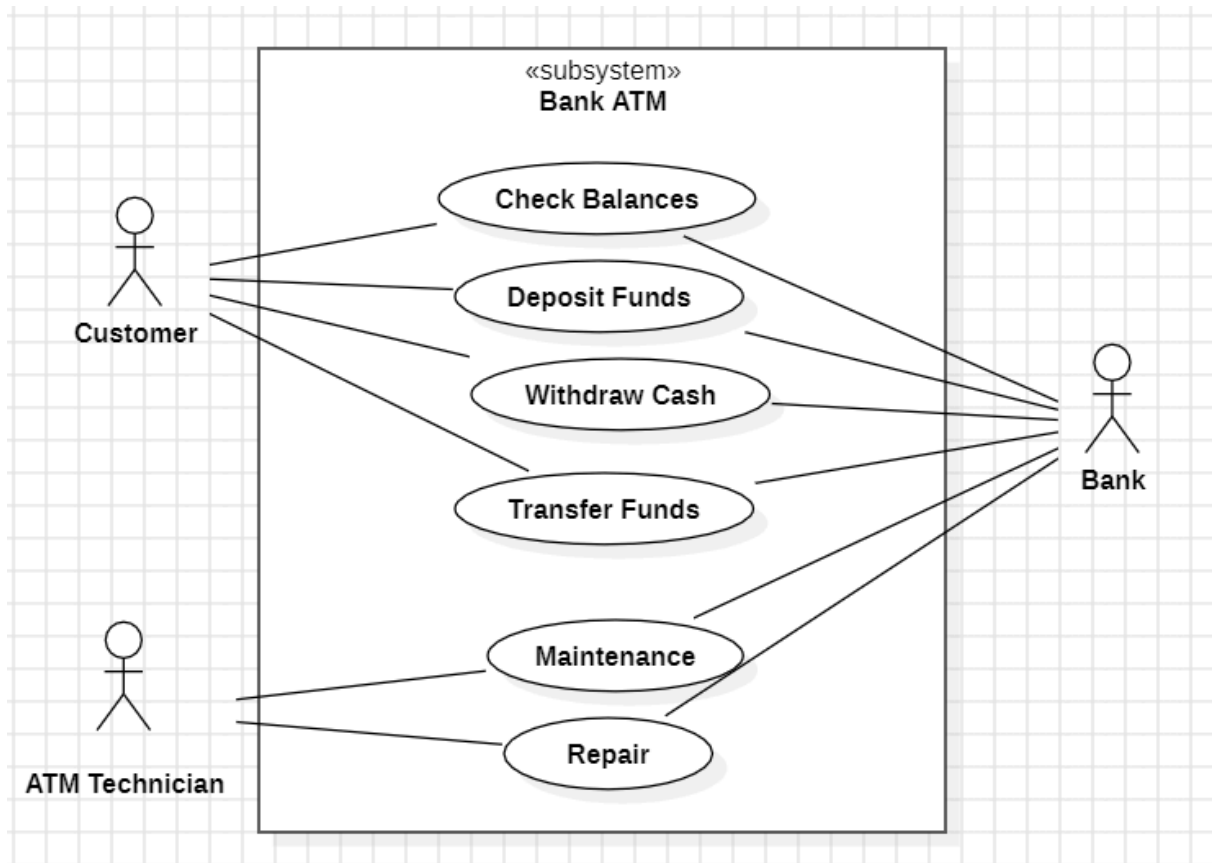 «subsystem»
Bank ATM
Check Balances
Deposit Funds
Customer
Withdraw Cash
Bank
Transfer Funds
Maintenance
Repair
ATM Technician